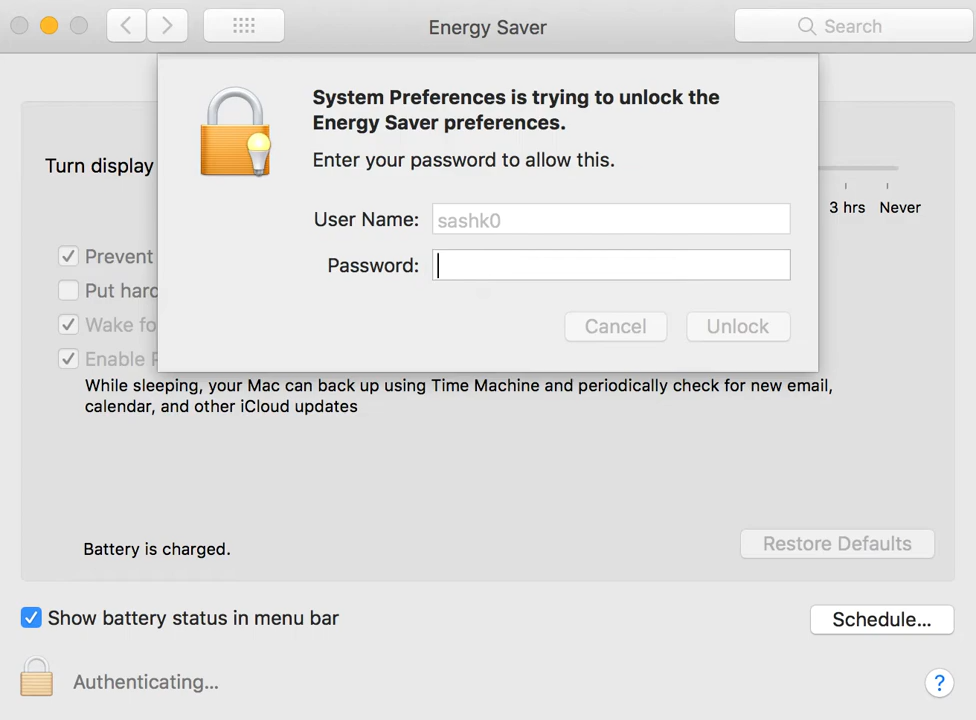 Energy Saver
Search
System Preferences is trying to unlock the
Energy Saver preferences.
Enter your password to allow this.
User Name: sashk0
Password:
Cancel Unlock
Turn display
3 hrs Never
Prevent
Put hard
Wake fo
Enable
While sleeping, your Mac can back up using Time Machine and periodically check for new email,
calendar, and other iCloud updates
Battery is charged.
Restore Defaults
Show battery status in menu bar
Schedule...
Authenticating...
?